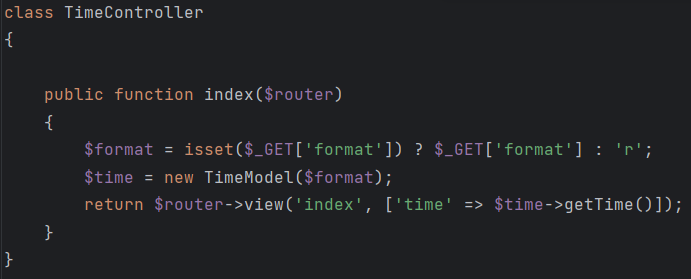 class TimeController
{
    public function index($router)
    {
        $format = isset($_GET['format']) ? $_GET['format'] : 'r';
        $time = new TimeModel($format);
        return $router->view('index', ['time' => $time->getTime()]);
    }
}